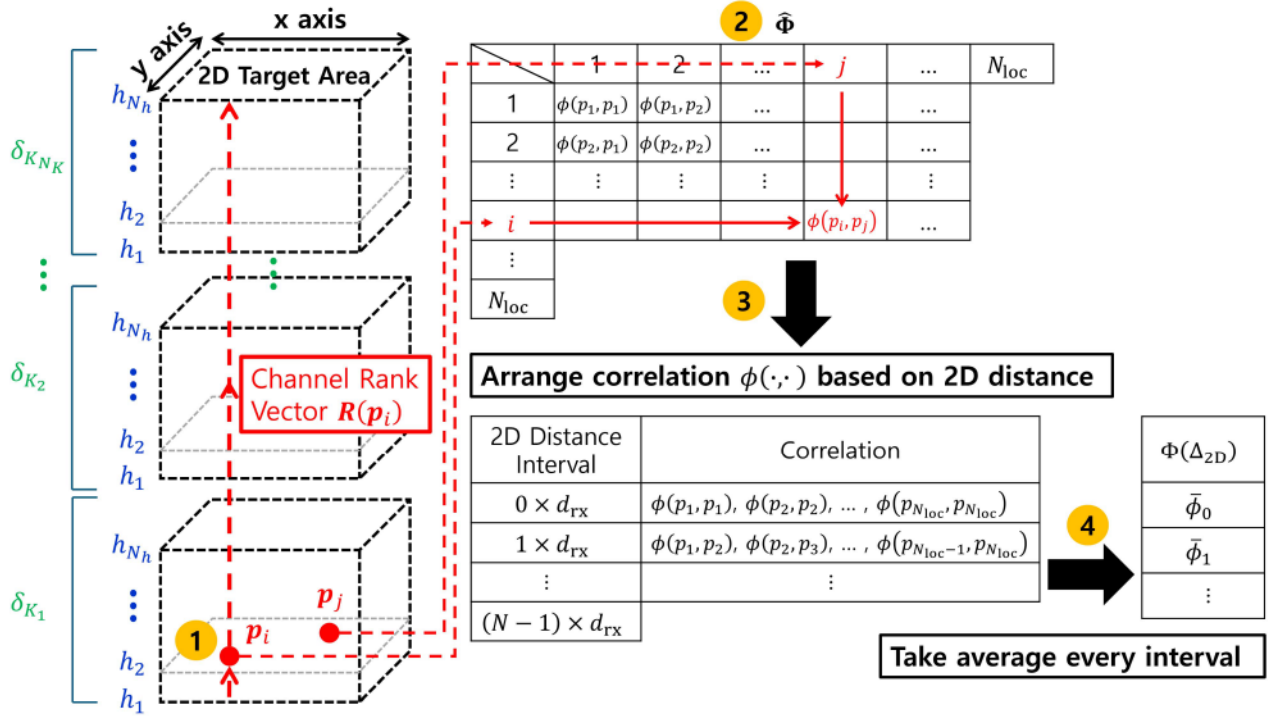 x axis
y axis
2D Target Area
h_{N_h}
⋮
h_2
h_1
δ_{K_{N_K}}
⋮
⋮
h_{N_h}
⋮
h_2
h_1
δ_{K_2}
Channel Rank
Vector R(p_i)
h_{N_h}
⋮
h_2
h_1
δ_{K_1}
1
p_i
p_j
2 Φ̂
1 2 ... j ... N_loc
1 ϕ(p_1, p_1) ϕ(p_1, p_2) ... ...
2 ϕ(p_2, p_1) ϕ(p_2, p_2) ... ...
⋮ ⋮ ⋮ ⋮ ⋮
i ϕ(p_i, p_j) ...
⋮
N_loc
3
Arrange correlation ϕ(·,·) based on 2D distance
2D Distance
Interval
Correlation
0 × d_rx ϕ(p_1, p_1), ϕ(p_2, p_2), ... , ϕ(p_{N_loc}, p_{N_loc})
1 × d_rx ϕ(p_1, p_2), ϕ(p_2, p_3), ... , ϕ(p_{N_loc−1}, p_{N_loc})
⋮ ⋮
(N − 1) × d_rx
4
Φ(Δ_2D)
ϕ̄_0
ϕ̄_1
⋮
Take average every interval